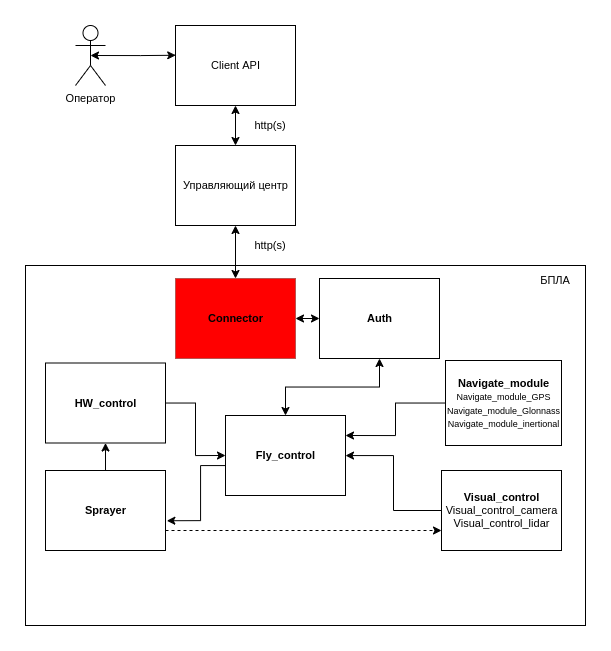 Оператор
Client API
http(s)
Управляющий центр
http(s)
БПЛА
Connector
Auth
HW_control
Navigate_module
Navigate_module_GPS
Navigate_module_Glonnass
Navigate_module_inertional
Fly_control
Sprayer
Visual_control
Visual_control_camera
Visual_control_lidar